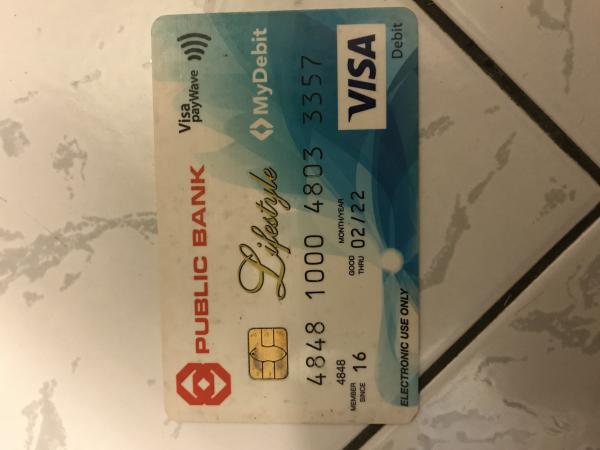 PUBLIC BANK
Visa
payWave
Lifestyle
MyDebit
4848 1000 4803 3357
4848
MEMBER
SINCE 16
GOOD
THRU
MONTH/YEAR
02/22
ELECTRONIC USE ONLY
VISA
Debit